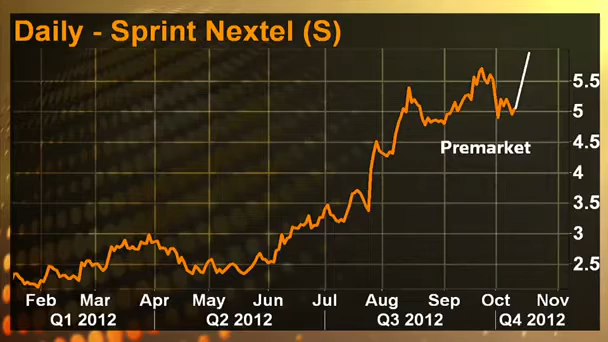 Daily - Sprint Nextel (S)
5.5
5
4.5
4
3.5
3
2.5
Premarket
Feb Mar Apr May Jun Jul Aug Sep Oct Nov
Q1 2012 Q2 2012 Q3 2012 Q4 2012